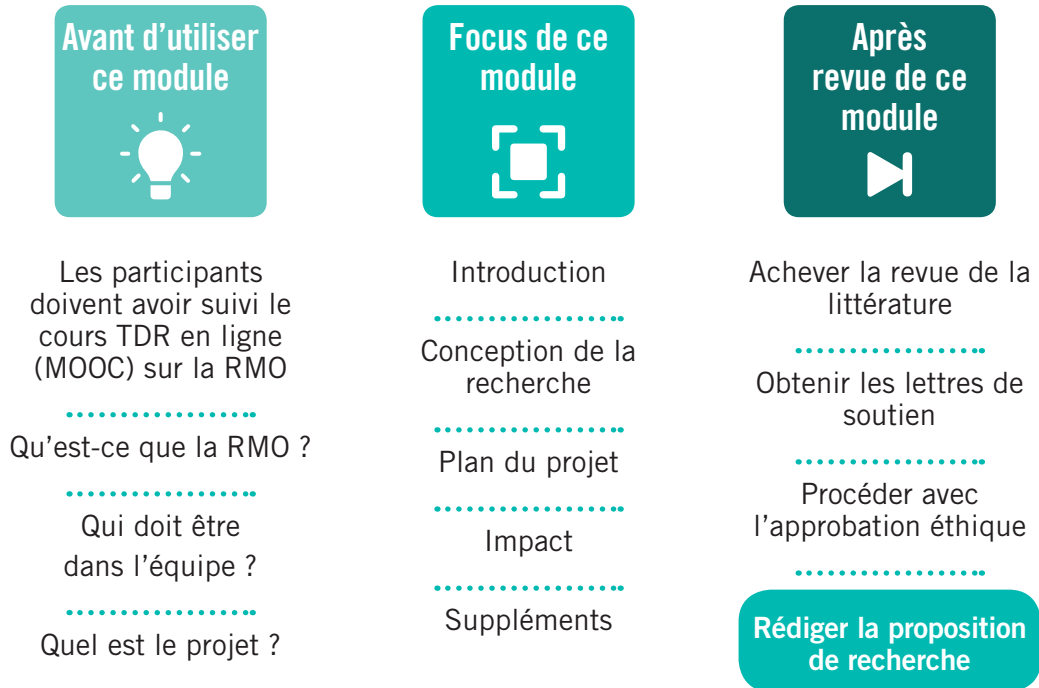 Avant d’utiliser
ce module
Les participants
doivent avoir suivi le
cours TDR en ligne
(MOOC) sur la RMO
Qu’est-ce que la RMO ?
Qui doit être
dans l’équipe ?
Quel est le projet ?
Focus de ce
module
Introduction
Conception de la
recherche
Plan du projet
Impact
Suppléments
Après
revue de ce
module
Achever la revue de la
littérature
Obtenir les lettres de
soutien
Procéder avec
l’approbation éthique
Rédiger la proposition
de recherche